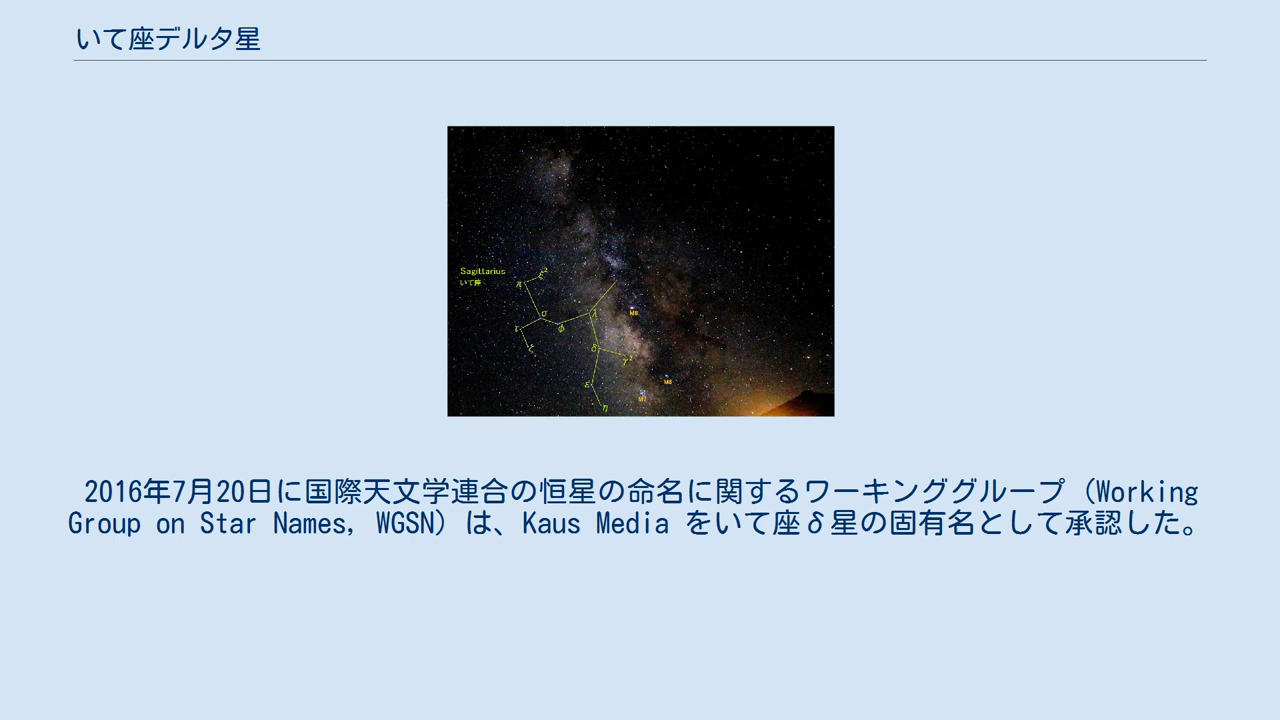 いて座デルタ星
Sagittarius
いて座
ξ²
π
σ
φ
λ
τ
ζ
δ
γ²
ε
η
M8
M6
M7
2016年7月20日に国際天文学連合の恒星の命名に関するワーキンググループ (Working
Group on Star Names, WGSN) は、Kaus Media をいて座δ星の固有名として承認した。